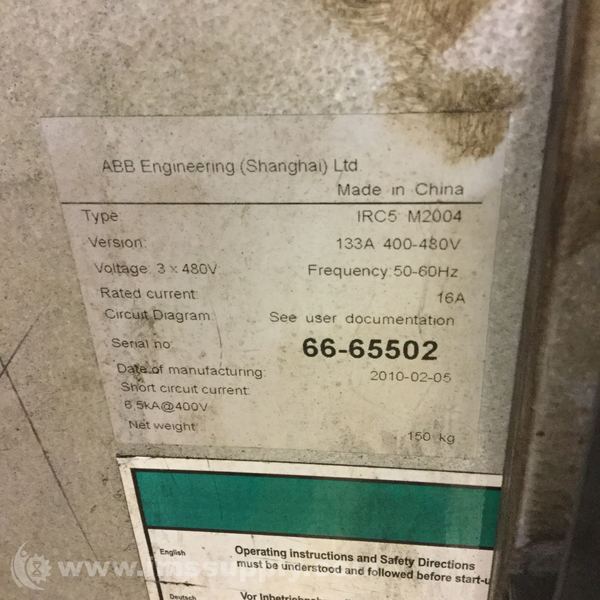 ABB Engineering (Shanghai) Ltd.
Made in China
Type: IRC5 M2004
Version: 133A 400-480V
Voltage: 3 x 480V Frequency: 50-60Hz
Rated current: 16A
Circuit Diagram: See user documentation
Serial no: 66-65502
Date of manufacturing: 2010-02-05
Short circuit current:
6,5kA@400V
Net weight: 150 kg
English Operating instructions and Safety Directions
must be understood and followed before start-u
Deutsch Vor